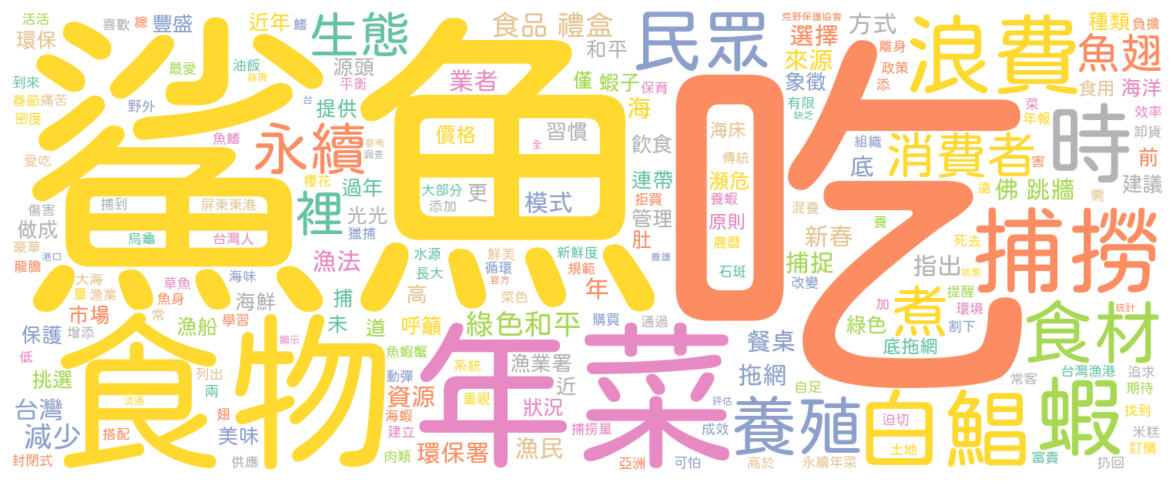 活活
喜歡
總
豐盛
近年
鰭
生態
食品
禮盒
民眾
荒野保護協會
選擇
方式
浪費
種類
負擔
環保
最愛
油飯
發現
源頭
和平
來源
離身
政策
魚翅
到來
平衡
業者
僅
蝦子
保育
象徵
添
食用
海洋
春節
痛苦
野外
提供
海
有限
缺乏
菜
年報
效率
密度
鯊魚
吃
台
價格
習慣
海床
組織
時
卸貨
魚鰭
永續
參考
調查
全
飲食
傳統
底
消費者
害
前
愛吃
櫻花
過年
大部分
添加
更
模式
連帶
瀕危
遠
佛
跳牆
建議
傷害
捕到
屏東東港
裡
光光
拒買
養蝦
混養
養
需
做成
烏龜
台灣人
獵捕
管理
原則
農曆
新春
指出
捕撈
豪華
港口
龍膽
漁法
水源
鮮美
新鮮度
肚
養護
捕捉
死去
狀態
大海
草魚
海味
長大
循環
官方
規範
石斑
改變
提醒
量
漁業
魚身
海鮮
捕
高
菜色
年
加
煮
環境
市場
常
學習
未
道
呼籲
綠色和平
購買
通過
綠色
割下
食材
統計
保護
增添
漁船
顯示
魚蝦蟹
年菜
餐桌
底拖網
低
食物
列出
動彈
系統
漁業署
近
拖網
常客
台灣漁港
追求
挑選
兩
資源
重視
狀況
自足
期待
台灣
流通
翅
海蝦
捕撈量
成效
評估
養殖
迫切
白鯧
蝦
找到
減少
搭配
美味
建立
漁民
土地
米糕
訂購
封閉式
供應
肉類
環保署
亞洲
可怕
高於
永續年菜
富貴
扔回